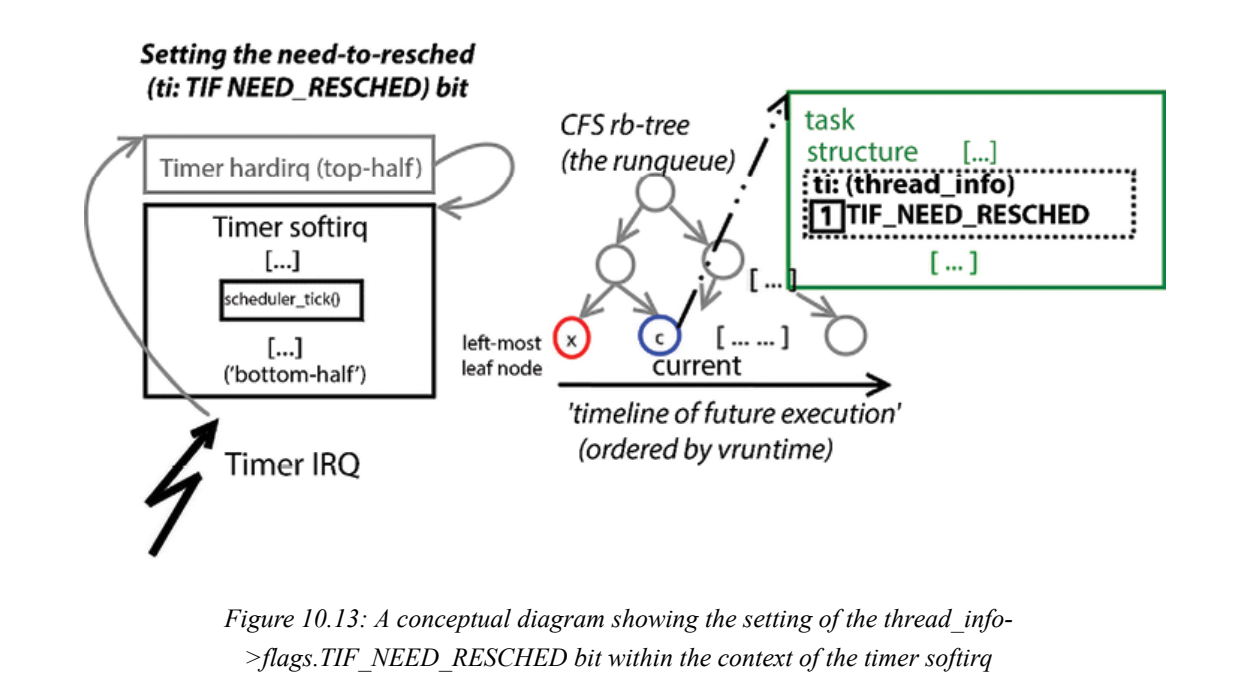 Setting the need-to-resched
(ti: TIF NEED_RESCHED) bit
Timer hardirq (top-half)
Timer softirq
[...]
scheduler_tick()
[...]
('bottom-half')
Timer IRQ
CFS rb-tree
(the runqueue)
[ ... ]
x
c
[ ... ... ]
left-most
leaf node
current
'timeline of future execution'
(ordered by vruntime)
task
structure [...]
ti: (thread_info)
1 TIF_NEED_RESCHED
[ ... ]
Figure 10.13: A conceptual diagram showing the setting of the thread_info-
>flags.TIF_NEED_RESCHED bit within the context of the timer softirq